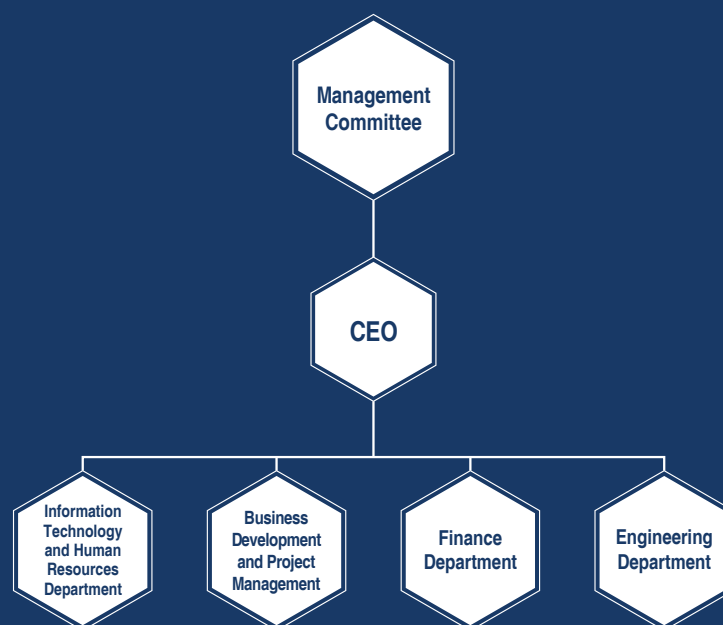 Management
Committee
CEO
Information
Technology
and Human
Resources
Department
Business
Development
and Project
Management
Finance
Department
Engineering
Department